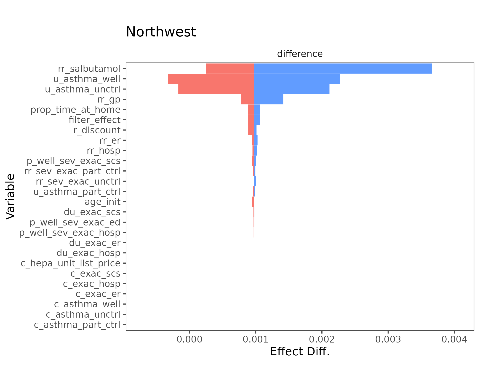 Northwest
difference
rr_salbutamol
u_asthma_well
u_asthma_unctrl
rr_gp
prop_time_at_home
filter_effect
r_discount
rr_er
rr_hosp
p_well_sev_exac_scs
rr_sev_exac_part_ctrl
rr_sev_exac_unctrl
u_asthma_part_ctrl
age_init
du_exac_scs
p_well_sev_exac_ed
p_well_sev_exac_hosp
du_exac_er
du_exac_hosp
c_hepa_unit_list_price
c_exac_scs
c_exac_hosp
c_exac_er
c_asthma_well
c_asthma_unctrl
c_asthma_part_ctrl
Variable
0.000 0.001 0.002 0.003 0.004
Effect Diff.